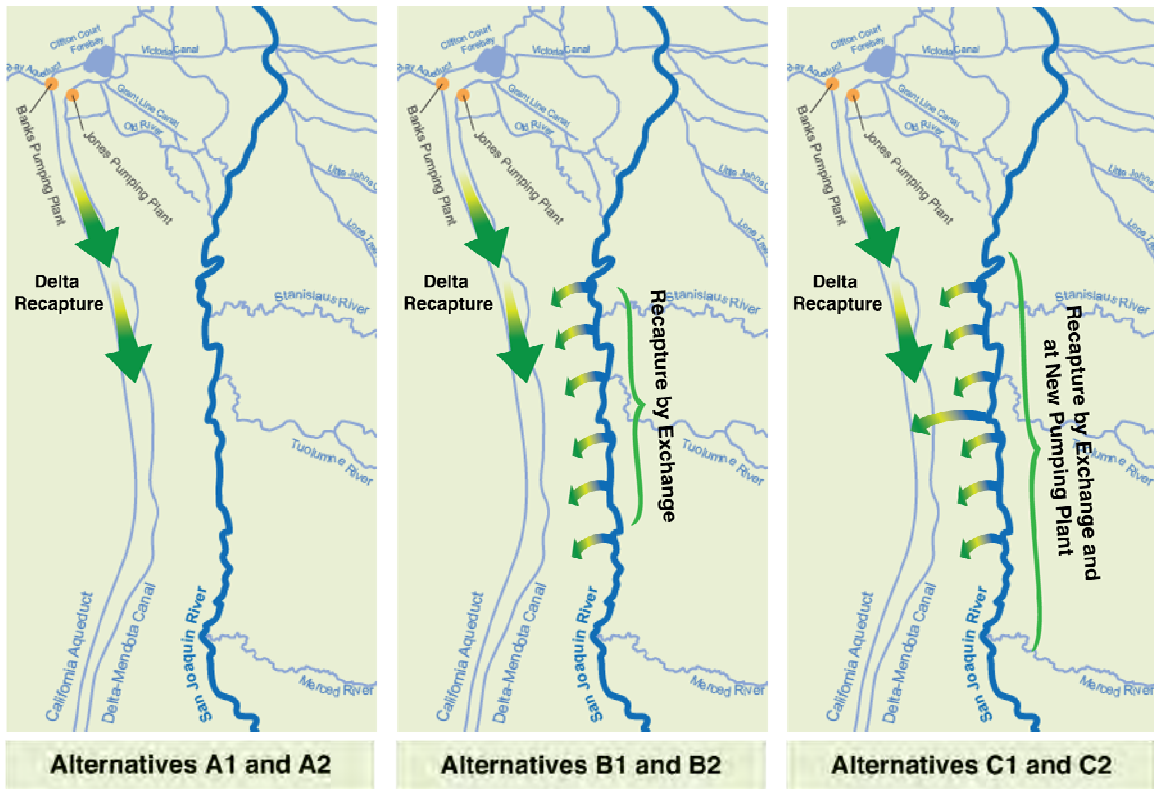 Clifton Court
Forebay
Victoria Canal
Aqueduct
Grant Line Canal
Old River
Banks Pumping Plant
Jones Pumping Plant
Delta
Recapture
Stanislaus River
Tuolumne River
Merced River
California Aqueduct
Delta-Mendota Canal
San Joaquin River
Alternatives A1 and A2
Clifton Court
Forebay
Victoria Canal
Aqueduct
Grant Line Canal
Old River
Banks Pumping Plant
Jones Pumping Plant
Delta
Recapture
Recapture by Exchange
Stanislaus River
Tuolumne River
Merced River
California Aqueduct
Delta-Mendota Canal
San Joaquin River
Alternatives B1 and B2
Clifton Court
Forebay
Victoria Canal
Aqueduct
Grant Line Canal
Old River
Banks Pumping Plant
Jones Pumping Plant
Delta
Recapture
Recapture by Exchange and
at New Pumping Plant
Stanislaus River
Tuolumne River
Merced River
California Aqueduct
Delta-Mendota Canal
San Joaquin River
Alternatives C1 and C2